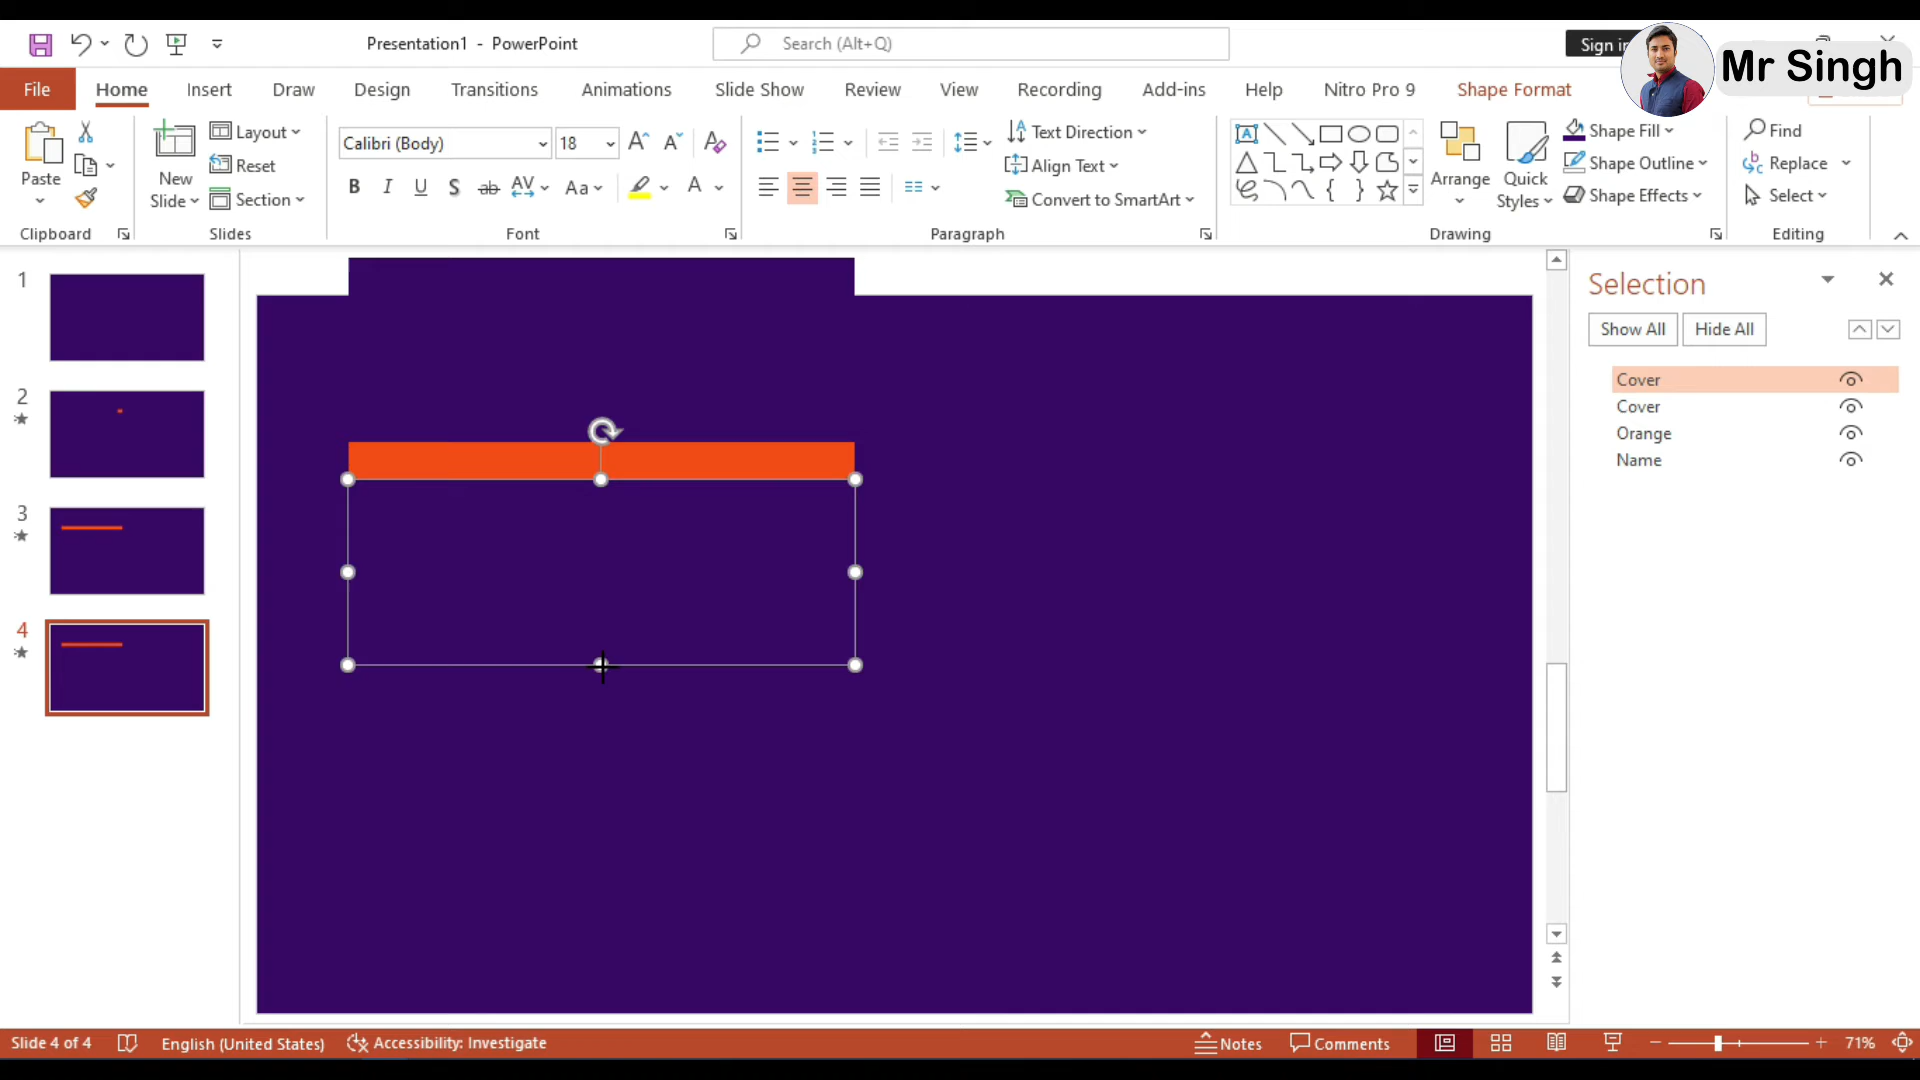 Presentation1 - PowerPoint
Search (Alt+Q)
Sign in
Mr Singh
File Home Insert Draw Design Transitions Animations Slide Show Review View Recording Add-ins Help Nitro Pro 9 Shape Format
Paste
New
Slide
Layout
Reset
Section
Calibri (Body) 18
B I U S ab AV Aa A
Text Direction
Align Text
Convert to SmartArt
Arrange
Quick
Styles
Shape Fill
Shape Outline
Shape Effects
Find
Replace
Select
Clipboard Slides Font Paragraph Drawing Editing
1
2
3
4
Selection
Show All Hide All
Cover
Cover
Orange
Name
Slide 4 of 4 English (United States) Accessibility: Investigate Notes Comments 71%